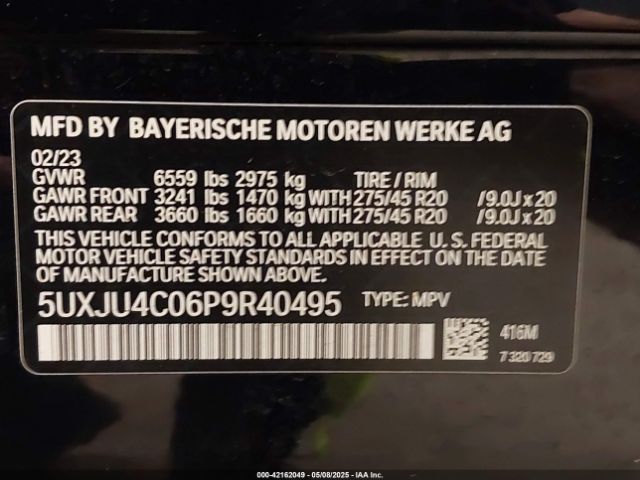 MFD BY BAYERISCHE MOTOREN WERKE AG
02/23
GVWR 6559 lbs 2975 kg TIRE / RIM
GAWR FRONT 3241 lbs 1470 kg WITH 275/45 R20 /9.0J x 20
GAWR REAR 3660 lbs 1660 kg WITH 275/45 R20 /9.0J x 20
THIS VEHICLE CONFORMS TO ALL APPLICABLE U. S. FEDERAL
MOTOR VEHICLE SAFETY STANDARDS IN EFFECT ON THE
DATE OF MANUFACTURE SHOWN ABOVE.
5UXJU4C06P9R40495 TYPE: MPV
416M
7 320 729
000-42162049 - 05/08/2025 - IAA Inc.